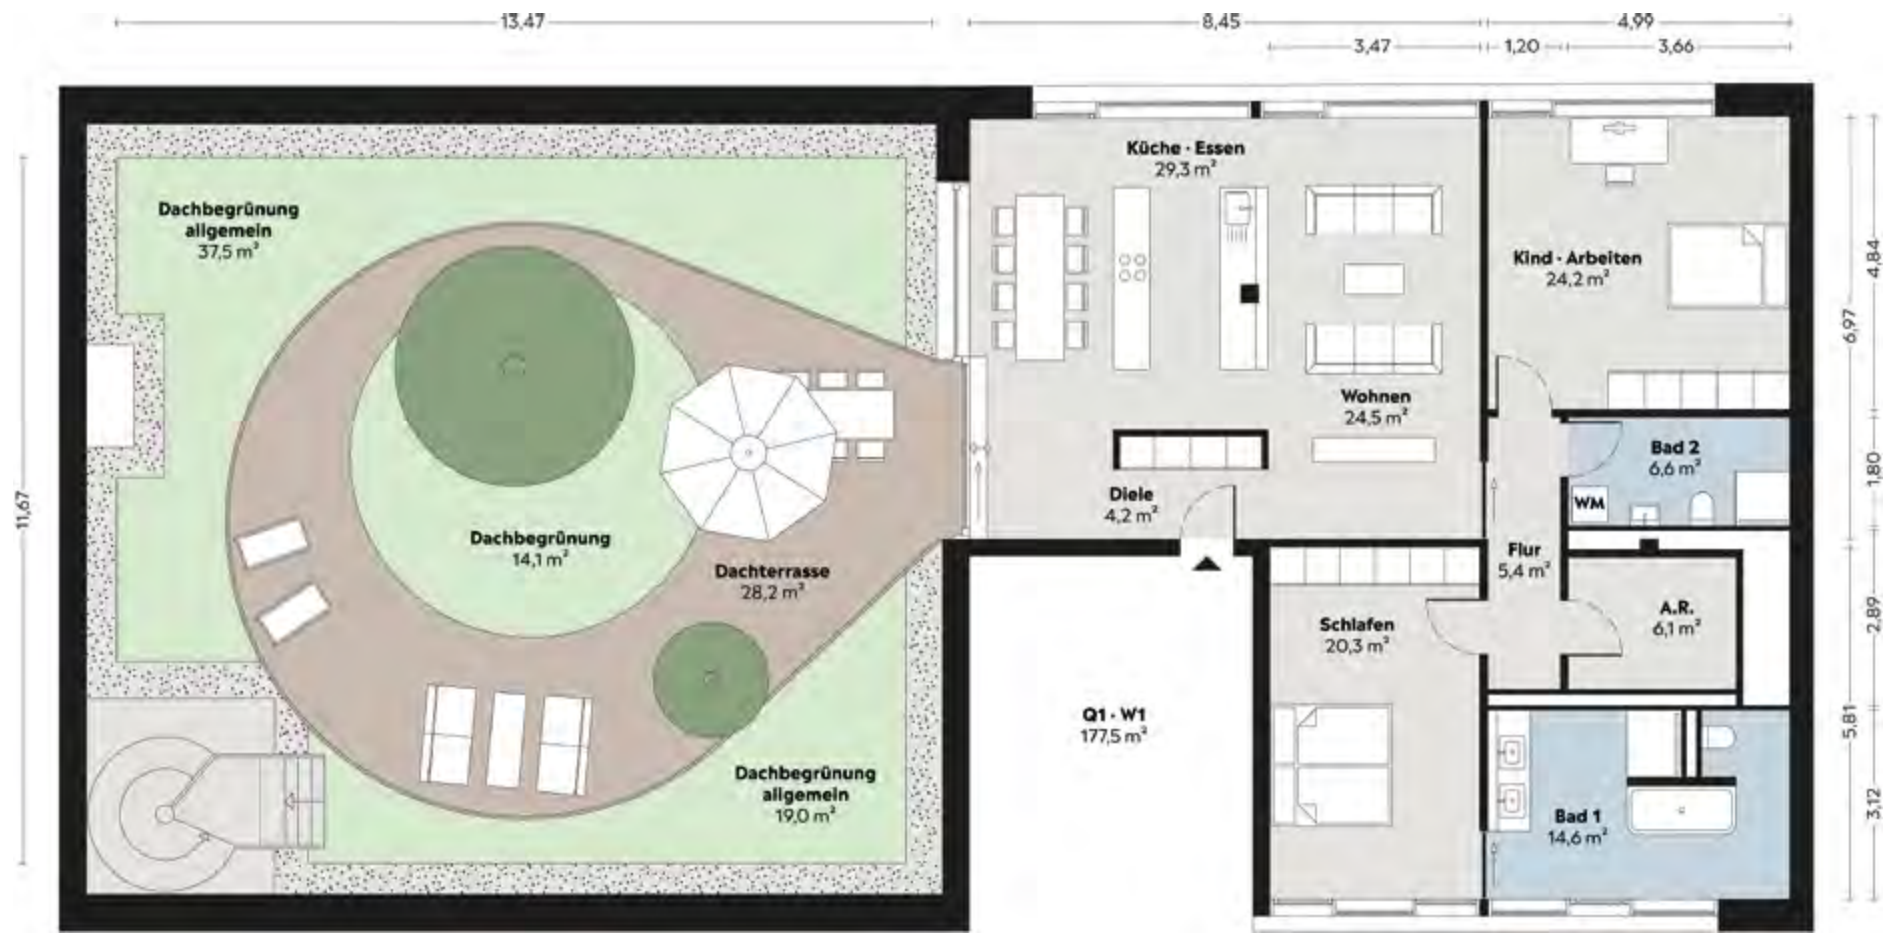 13,47
8,45
4,99
3,47
1,20
3,66
Küche · Essen
29,3 m²
Dachbegrünung
allgemein
37,5 m²
Kind · Arbeiten
24,2 m²
4,84
6,97
Wohnen
24,5 m²
Bad 2
6,6 m²
1,80
WM
Diele
4,2 m²
11,67
Dachbegrünung
14,1 m²
Dachterrasse
28,2 m²
Flur
5,4 m²
A.R.
6,1 m²
2,89
Schlafen
20,3 m²
Q1 · W1
177,5 m²
5,81
Dachbegrünung
allgemein
19,0 m²
Bad 1
14,6 m²
3,12